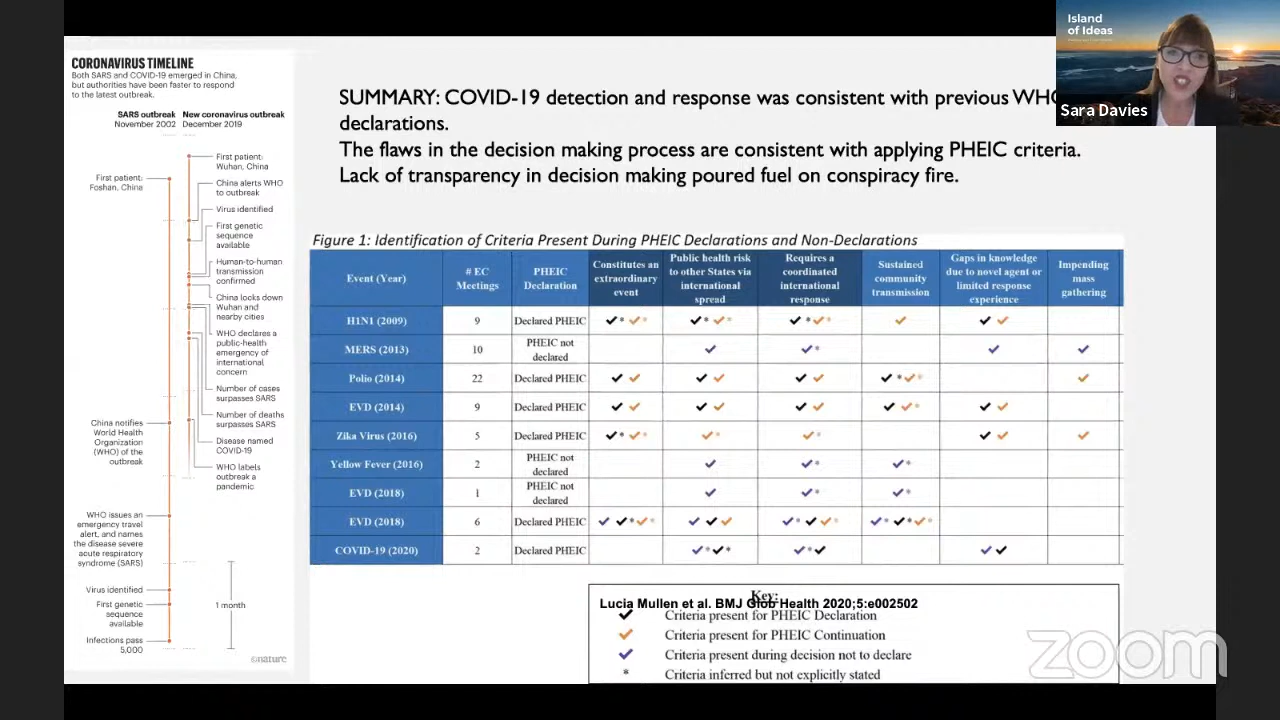 CORONAVIRUS TIMELINE
Both SARS and COVID-19 emerged in China,
but authorities have been faster to respond
to the latest outbreak.
SARS outbreak
November 2002
New coronavirus outbreak
December 2019
First patient:
Foshan, China
China notifies
World Health
Organization
(WHO) of the
outbreak
WHO issues an
emergency travel
alert, and names
the disease severe
acute respiratory
syndrome (SARS)
Virus identified
First genetic
sequence
available
Infections pass
5,000
First patient:
Wuhan, China
China alerts WHO
to outbreak
Virus identified
First genetic
sequence
available
Human-to-human
transmission
confirmed
China locks down
Wuhan and
nearby cities
WHO declares a
public-health
emergency of
international
concern
Number of cases
surpasses SARS
Number of deaths
surpasses SARS
Disease named
COVID-19
WHO labels
outbreak a
pandemic
1 month
©nature
SUMMARY: COVID-19 detection and response was consistent with previous WHO
declarations.
The flaws in the decision making process are consistent with applying PHEIC criteria.
Lack of transparency in decision making poured fuel on conspiracy fire.
Figure 1: Identification of Criteria Present During PHEIC Declarations and Non-Declarations
Event (Year)
# EC
Meetings
PHEIC
Declaration
Constitutes an
extraordinary
event
Public health risk
to other States via
international
spread
Requires a
coordinated
international
response
Sustained
community
transmission
Gaps in knowledge
due to novel agent or
limited response
experience
Impending
mass
gathering
H1N1 (2009) 9 Declared PHEIC ✔* ✔* ✔* ✔* ✔* ✔* ✔ ✔ ✔
MERS (2013) 10 PHEIC not
declared ✔ ✔* ✔ ✔
Polio (2014) 22 Declared PHEIC ✔ ✔ ✔ ✔ ✔ ✔ ✔* ✔* ✔
EVD (2014) 9 Declared PHEIC ✔ ✔ ✔ ✔ ✔ ✔ ✔ ✔* ✔ ✔
Zika Virus (2016) 5 Declared PHEIC ✔* ✔* ✔* ✔* ✔ ✔ ✔
Yellow Fever (2016) 2 PHEIC not
declared ✔ ✔* ✔*
EVD (2018) 1 PHEIC not
declared ✔ ✔* ✔*
EVD (2018) 6 Declared PHEIC ✔ ✔* ✔* ✔ ✔ ✔ ✔* ✔ ✔* ✔* ✔* ✔*
COVID-19 (2020) 2 Declared PHEIC ✔* ✔* ✔* ✔ ✔ ✔
Key:
Lucia Mullen et al. BMJ Glob Health 2020;5:e002502
✔ Criteria present for PHEIC Declaration
✔ Criteria present for PHEIC Continuation
✔ Criteria present during decision not to declare
* Criteria inferred but not explicitly stated
Island
of Ideas
Sara Davies
zoom